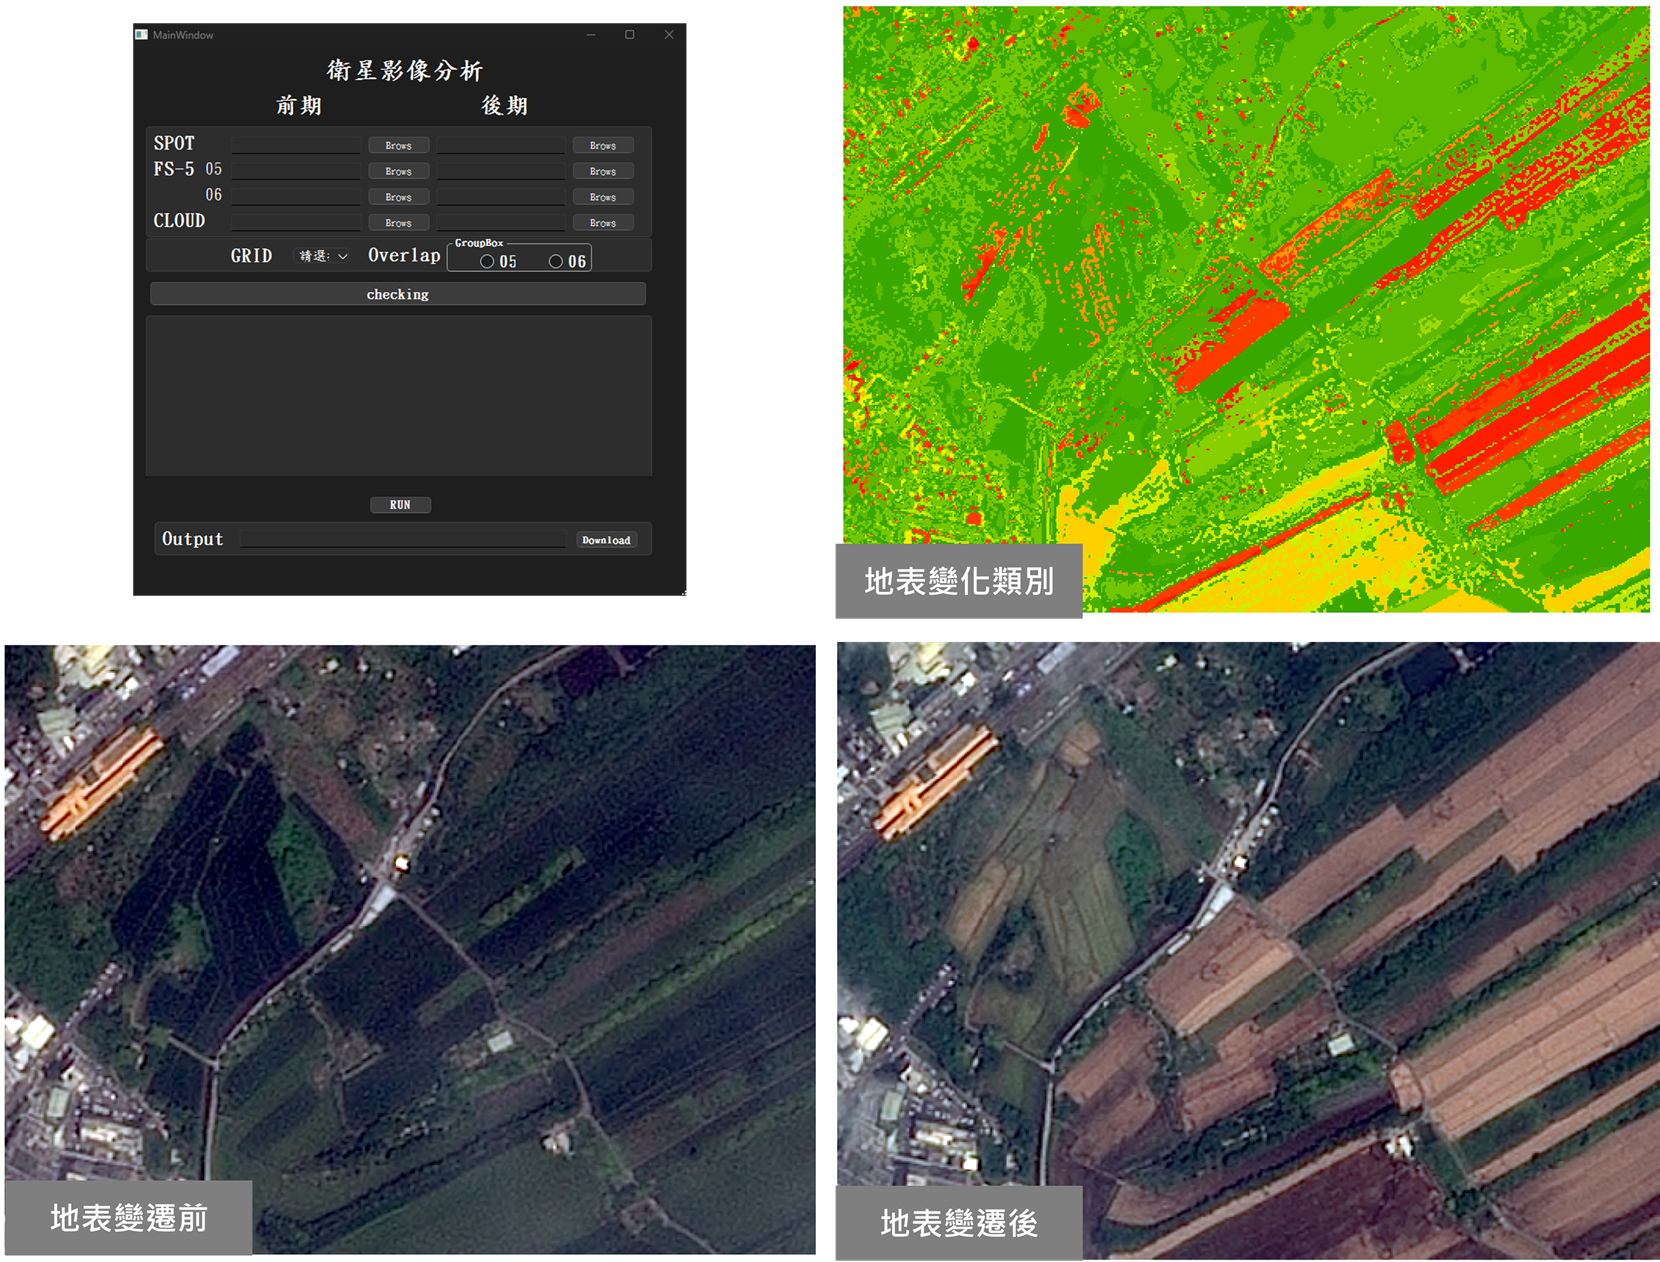 MainWindow
衛星影像分析
前期 後期
SPOT Brows Brows
FS-5 05 Brows Brows
06 Brows Brows
CLOUD Brows Brows
GRID 請選 Overlap GroupBox 05 06
checking
RUN
Output Download
地表變化類別
地表變遷前
地表變遷後